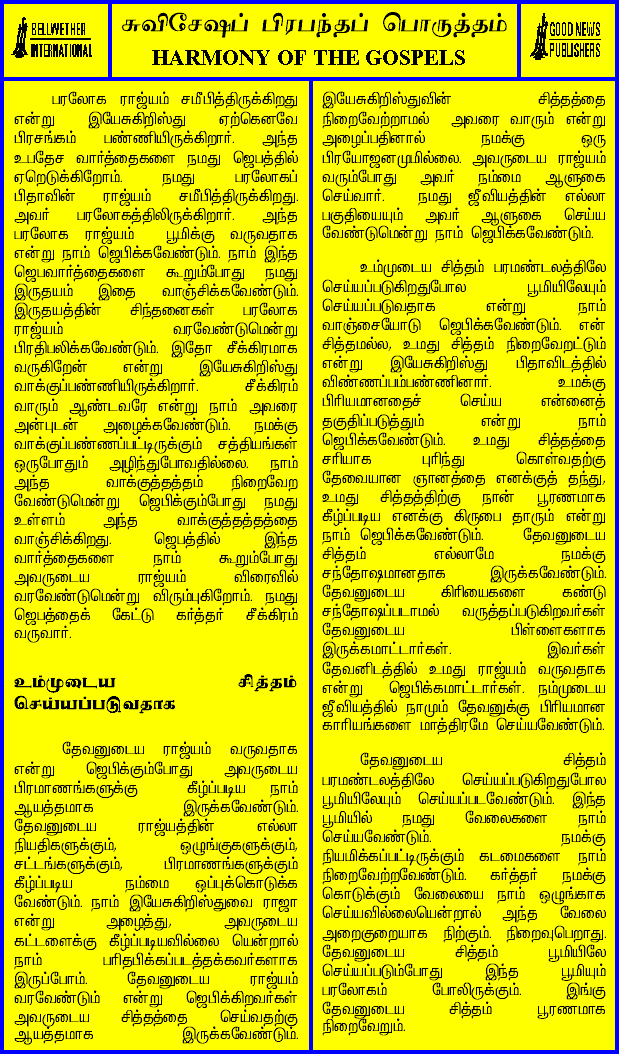 BELLWETHER
INTERNATIONAL
சுவிசேஷப் பிரபந்தப் பொருத்தம்
HARMONY OF THE GOSPELS
GOOD NEWS
PUBLISHERS
பரலோக ராஜ்யம் சமீபித்திருக்கிறது
என்று இயேசுகிறிஸ்து ஏற்கெனவே
பிரசங்கம் பண்ணியிருக்கிறார். அந்த
உபதேச வார்த்தைகளை நமது ஜெபத்தில்
ஏறெடுக்கிறோம். நமது பரலோகப்
பிதாவின் ராஜ்யம் சமீபித்திருக்கிறது.
அவர் பரலோகத்திலிருக்கிறார். அந்த
பரலோக ராஜ்யம் பூமிக்கு வருவதாக
என்று நாம் ஜெபிக்கவேண்டும். நாம் இந்த
ஜெபவார்த்தைகளை கூறும்போது நமது
இருதயம் இதை வாஞ்சிக்கவேண்டும்.
இருதயத்தின் சிந்தனைகள் பரலோக
ராஜ்யம் வரவேண்டுமென்று
பிரதிபலிக்கவேண்டும். இதோ சீக்கிரமாக
வருகிறேன் என்று இயேசுகிறிஸ்து
வாக்குப்பண்ணியிருக்கிறார். சீக்கிரம்
வாரும் ஆண்டவரே என்று நாம் அவரை
அன்புடன் அழைக்கவேண்டும். நமக்கு
வாக்குப்பண்ணப்பட்டிருக்கும் சத்தியங்கள்
ஒருபோதும் அழிந்துபோவதில்லை. நாம்
அந்த வாக்குத்தத்தம் நிறைவேற
வேண்டுமென்று ஜெபிக்கும்போது நமது
உள்ளம் அந்த வாக்குத்தத்தத்தை
வாஞ்சிக்கிறது. ஜெபத்தில் இந்த
வார்த்தைகளை நாம் கூறும்போது
அவருடைய ராஜ்யம் விரைவில்
வரவேண்டுமென்று விரும்புகிறோம். நமது
ஜெபத்தைக் கேட்டு கர்த்தர் சீக்கிரம்
வருவார்.
உம்முடைய சித்தம்
செய்யப்படுவதாக
தேவனுடைய ராஜ்யம் வருவதாக
என்று ஜெபிக்கும்போது அவருடைய
பிரமாணங்களுக்கு கீழ்ப்படிய நாம்
ஆயத்தமாக இருக்கவேண்டும்.
தேவனுடைய ராஜ்யத்தின் எல்லா
நியதிகளுக்கும், ஒழுங்குகளுக்கும்,
சட்டங்களுக்கும், பிரமாணங்களுக்கும்
கீழ்ப்படிய நம்மை ஒப்புக்கொடுக்க
வேண்டும். நாம் இயேசுகிறிஸ்துவை ராஜா
என்று அழைத்து, அவருடைய
கட்டளைக்கு கீழ்ப்படியவில்லை யென்றால்
நாம் பரிதபிக்கப்படத்தக்கவர்களாக
இருப்போம். தேவனுடைய ராஜ்யம்
வரவேண்டும் என்று ஜெபிக்கிறவர்கள்
அவருடைய சித்தத்தை செய்வதற்கு
ஆயத்தமாக இருக்கவேண்டும்.
இயேசுகிறிஸ்துவின் சித்தத்தை
நிறைவேற்றாமல் அவரை வாரும் என்று
அழைப்பதினால் நமக்கு ஒரு
பிரயோஜனமுமில்லை. அவருடைய ராஜ்யம்
வரும்போது அவர் நம்மை ஆளுகை
செய்வார். நமது ஜீவியத்தின் எல்லா
பகுதியையும் அவர் ஆளுகை செய்ய
வேண்டுமென்று நாம் ஜெபிக்கவேண்டும்.
உம்முடைய சித்தம் பரமண்டலத்திலே
செய்யப்படுகிறதுபோல பூமியிலேயும்
செய்யப்படுவதாக என்று நாம்
வாஞ்சையோடு ஜெபிக்கவேண்டும். என்
சித்தமல்ல, உமது சித்தம் நிறைவேறட்டும்
என்று இயேசுகிறிஸ்து பிதாவிடத்தில்
விண்ணப்பம்பண்ணினார். உமக்கு
பிரியமானதைச் செய்ய என்னைத்
தகுதிப்படுத்தும் என்று நாம்
ஜெபிக்கவேண்டும். உமது சித்தத்தை
சரியாக புரிந்து கொள்வதற்கு
தேவையான ஞானத்தை எனக்குத் தந்து,
உமது சித்தத்திற்கு நான் பூரணமாக
கீழ்ப்படிய எனக்கு கிருபை தாரும் என்று
நாம் ஜெபிக்கவேண்டும். தேவனுடைய
சித்தம் எல்லாமே நமக்கு
சந்தோஷமானதாக இருக்கவேண்டும்.
தேவனுடைய கிரியைகளை கண்டு
சந்தோஷப்படாமல் வருத்தப்படுகிறவர்கள்
தேவனுடைய பிள்ளைகளாக
இருக்கமாட்டார்கள். இவர்கள்
தேவனிடத்தில் உமது ராஜ்யம் வருவதாக
என்று ஜெபிக்கமாட்டார்கள். நம்முடைய
ஜீவியத்தில் நாமும் தேவனுக்கு பிரியமான
காரியங்களை மாத்திரமே செய்யவேண்டும்.
தேவனுடைய சித்தம்
பரமண்டலத்திலே செய்யப்படுகிறதுபோல
பூமியிலேயும் செய்யப்படவேண்டும். இந்த
பூமியில் நமது வேலைகளை நாம்
செய்யவேண்டும். நமக்கு
நியமிக்கப்பட்டிருக்கும் கடமைகளை நாம்
நிறைவேற்றவேண்டும். கர்த்தர் நமக்கு
கொடுக்கும் வேலையை நாம் ஒழுங்காக
செய்யவில்லையென்றால் அந்த வேலை
அறைகுறையாக நிற்கும். நிறைவுபெறாது.
தேவனுடைய சித்தம் பூமியிலே
செய்யப்படும்போது இந்த பூமியும்
பரலோகம் போலிருக்கும். இங்கு
தேவனுடைய சித்தம் பூரணமாக
நிறைவேறும்.